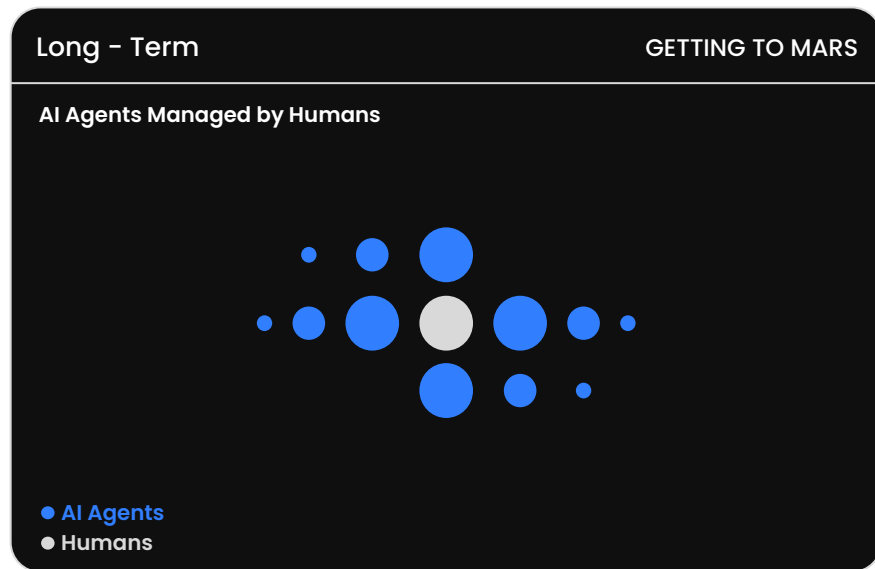 Long - Term
GETTING TO MARS
AI Agents Managed by Humans
AI Agents
Humans